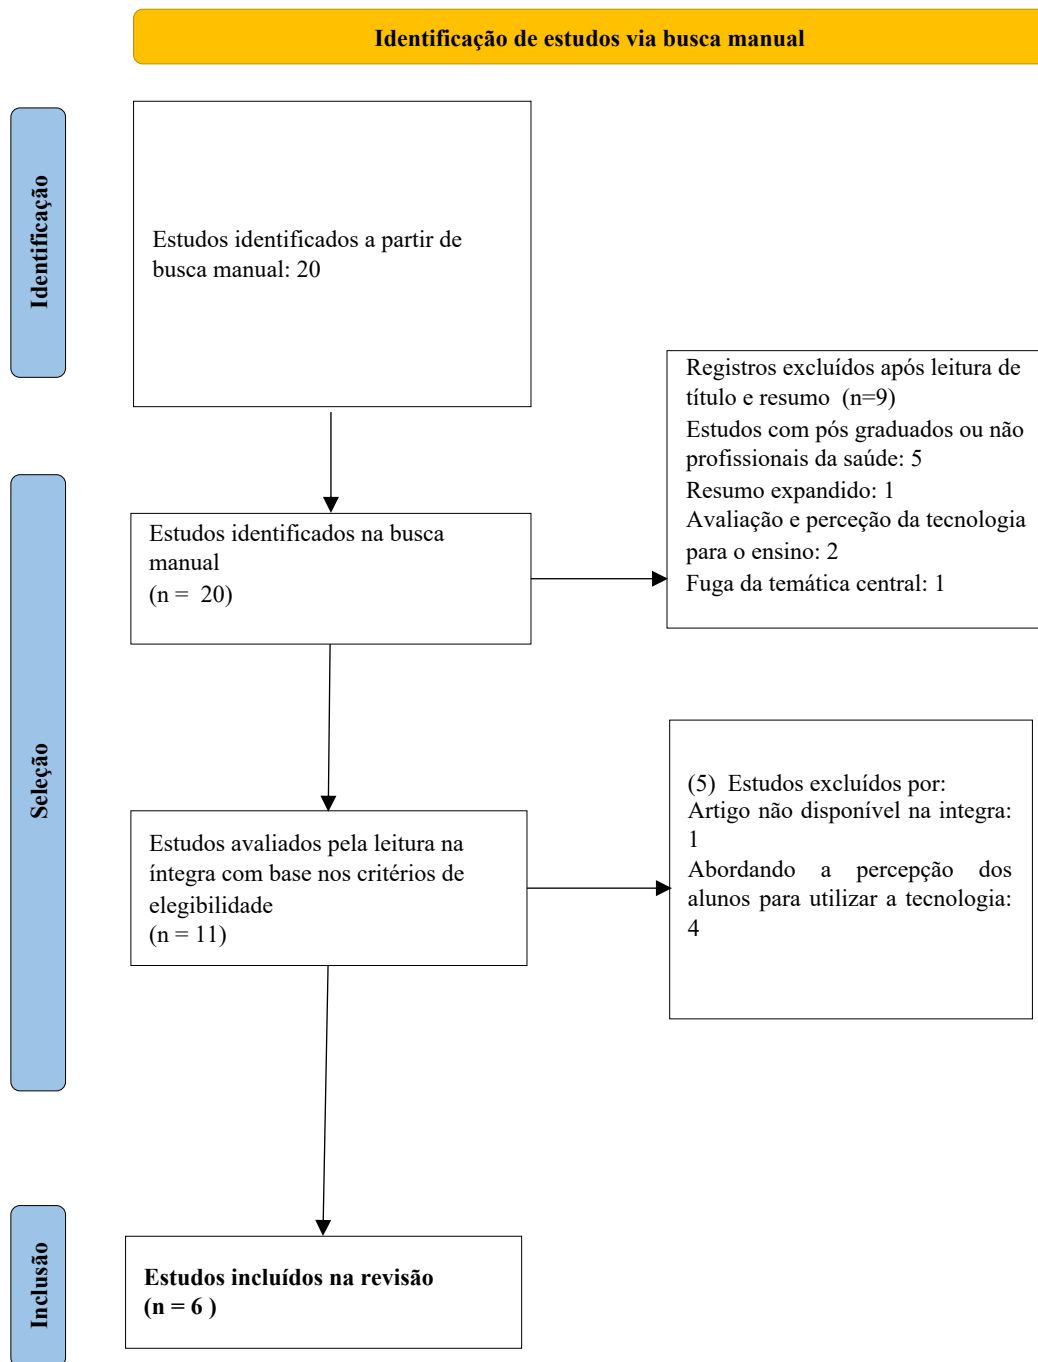 Identificação de estudos via busca manual
Identificação
Estudos identificados a partir de
busca manual: 20
Registros excluídos após leitura de
título e resumo (n=9)
Estudos com pós graduados ou não
profissionais da saúde: 5
Resumo expandido: 1
Avaliação e perceção da tecnologia
para o ensino: 2
Fuga da temática central: 1
Seleção
Estudos identificados na busca
manual
(n = 20)
Estudos avaliados pela leitura na
íntegra com base nos critérios de
elegibilidade
(n = 11)
(5) Estudos excluídos por:
Artigo não disponível na integra:
1
Abordando a percepção dos
alunos para utilizar a tecnologia:
4
Inclusão
Estudos incluídos na revisão
(n = 6 )